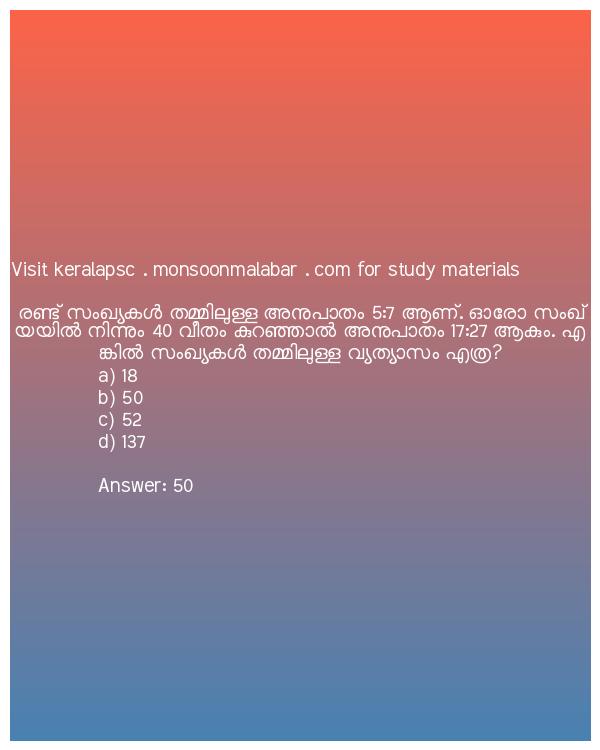 Visit keralapsc . monsoonmalabar . com for study materials
രണ്ട് സംഖ്യകൾ തമ്മിലുള്ള അനുപാതം 5:7 ആണ്. ഓരോ സംഖ്
യയിൽ നിന്നും 40 വീതം കുറഞ്ഞാൽ അനുപാതം 17:27 ആകും. എ
ങ്കിൽ സംഖ്യകൾ തമ്മിലുള്ള വ്യത്യാസം എത്ര?
a) 18
b) 50
c) 52
d) 137
Answer: 50